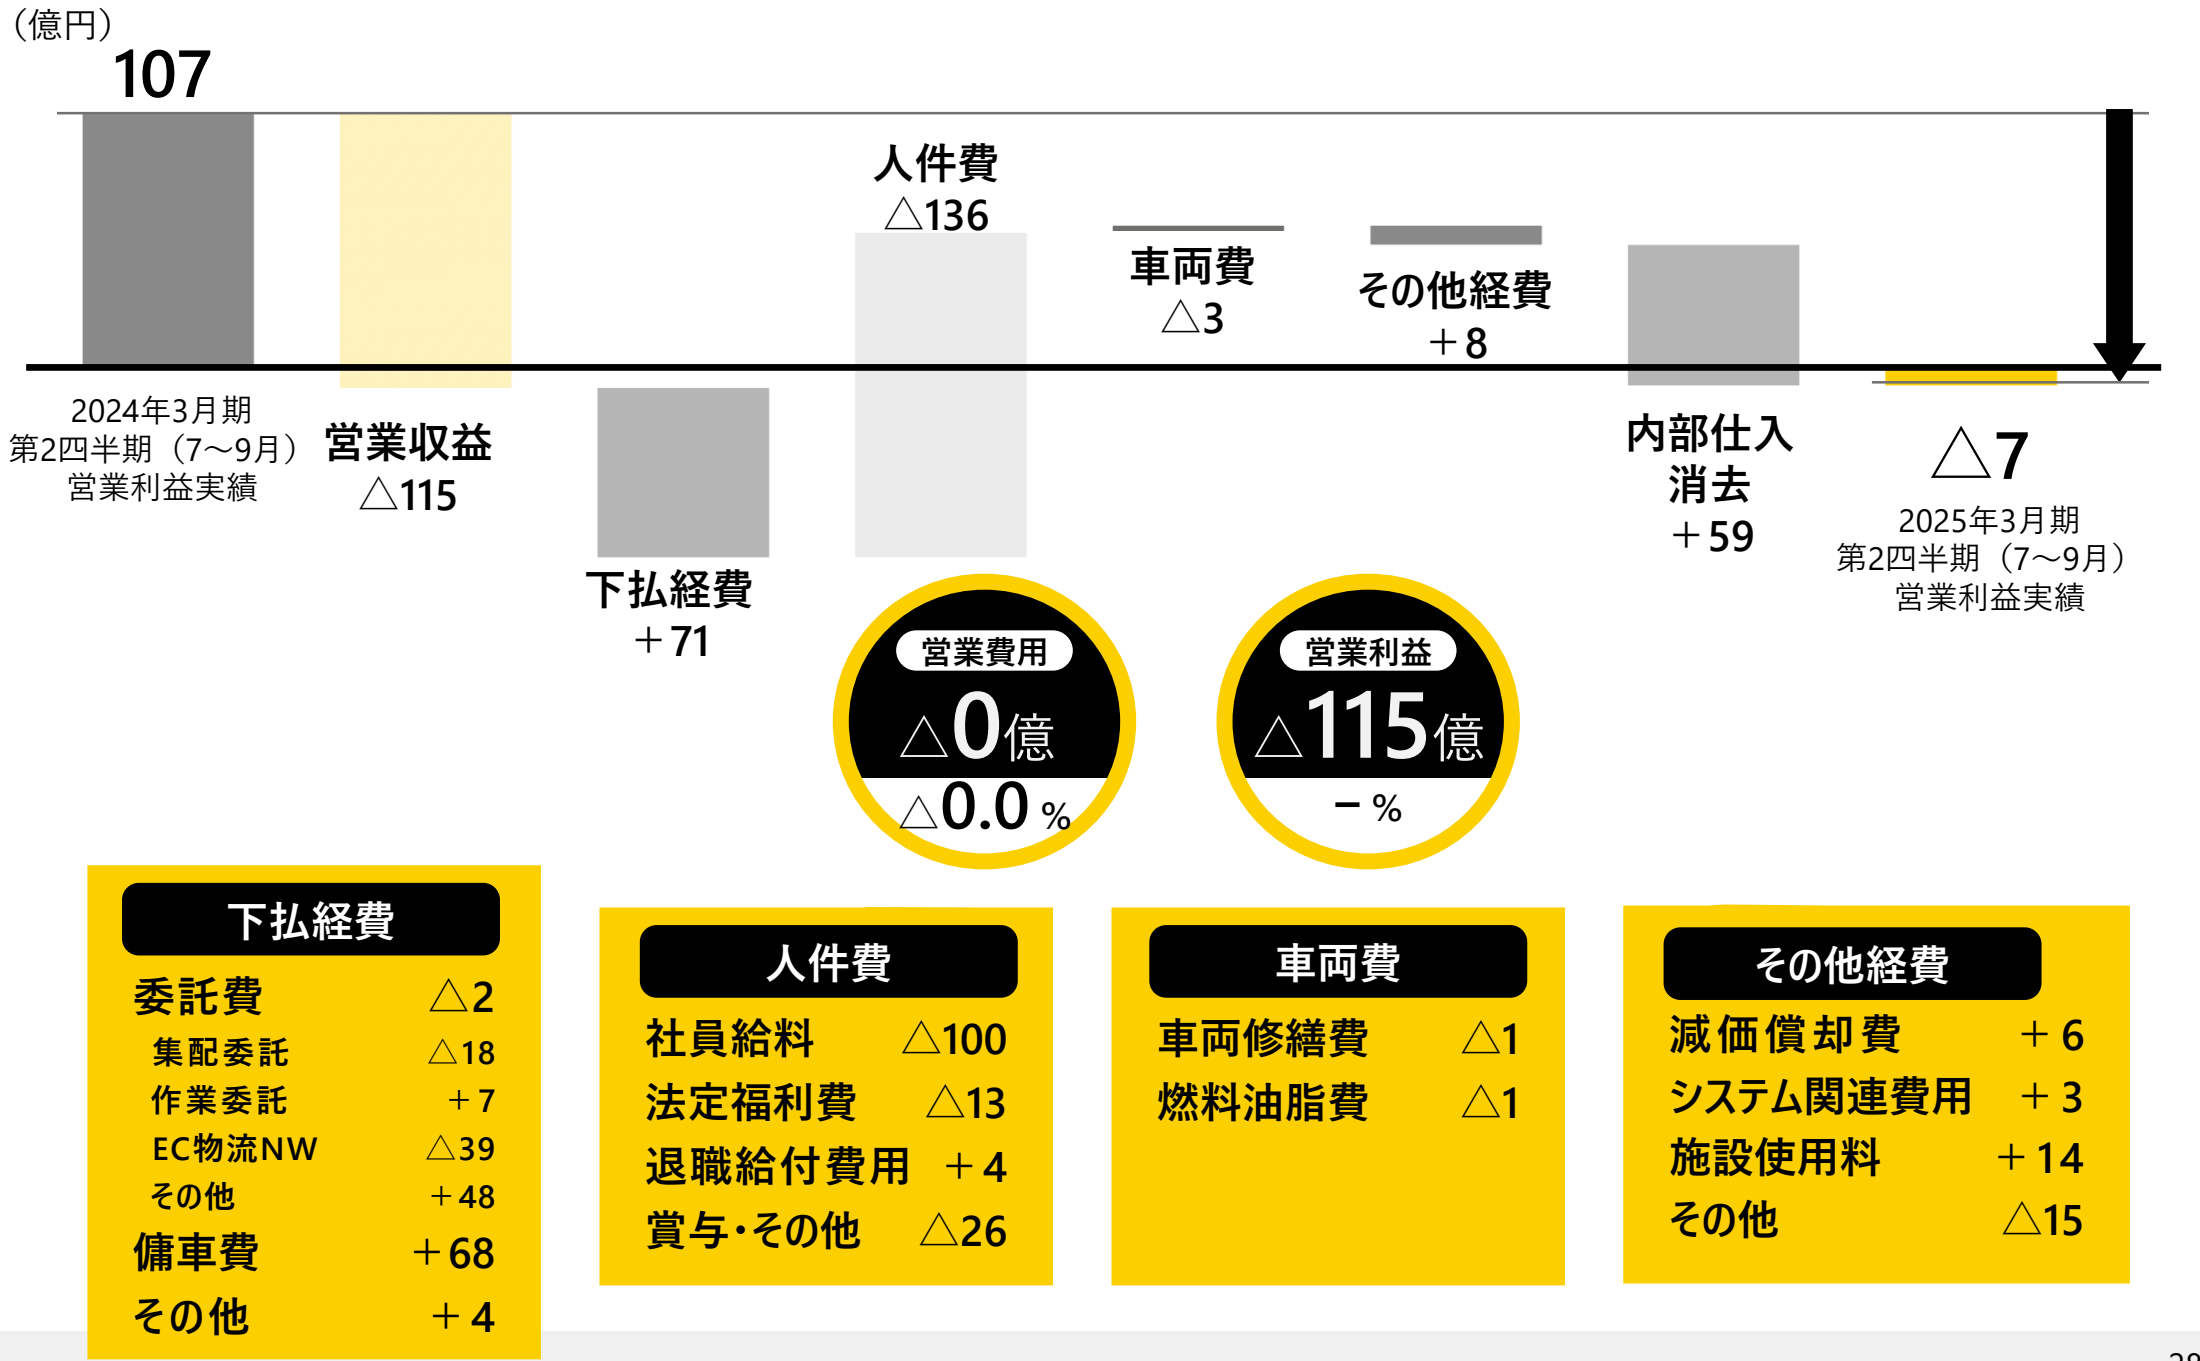 （億円）
107
人件費
△136
車両費
△3
その他経費
＋8
2024年3月期
第2四半期（7～9月）
営業利益実績
営業収益
△115
下払経費
＋71
内部仕入
消去
＋59
△7
2025年3月期
第2四半期（7～9月）
営業利益実績
営業費用
△0億
△0.0 %
営業利益
△115億
－ %
下払経費
委託費 △2
集配委託 △18
作業委託 ＋7
EC物流NW △39
その他 ＋48
傭車費 ＋68
その他 ＋4
人件費
社員給料 △100
法定福利費 △13
退職給付費用 ＋4
賞与・その他 △26
車両費
車両修繕費 △1
燃料油脂費 △1
その他経費
減価償却費 ＋6
システム関連費用 ＋3
施設使用料 ＋14
その他 △15